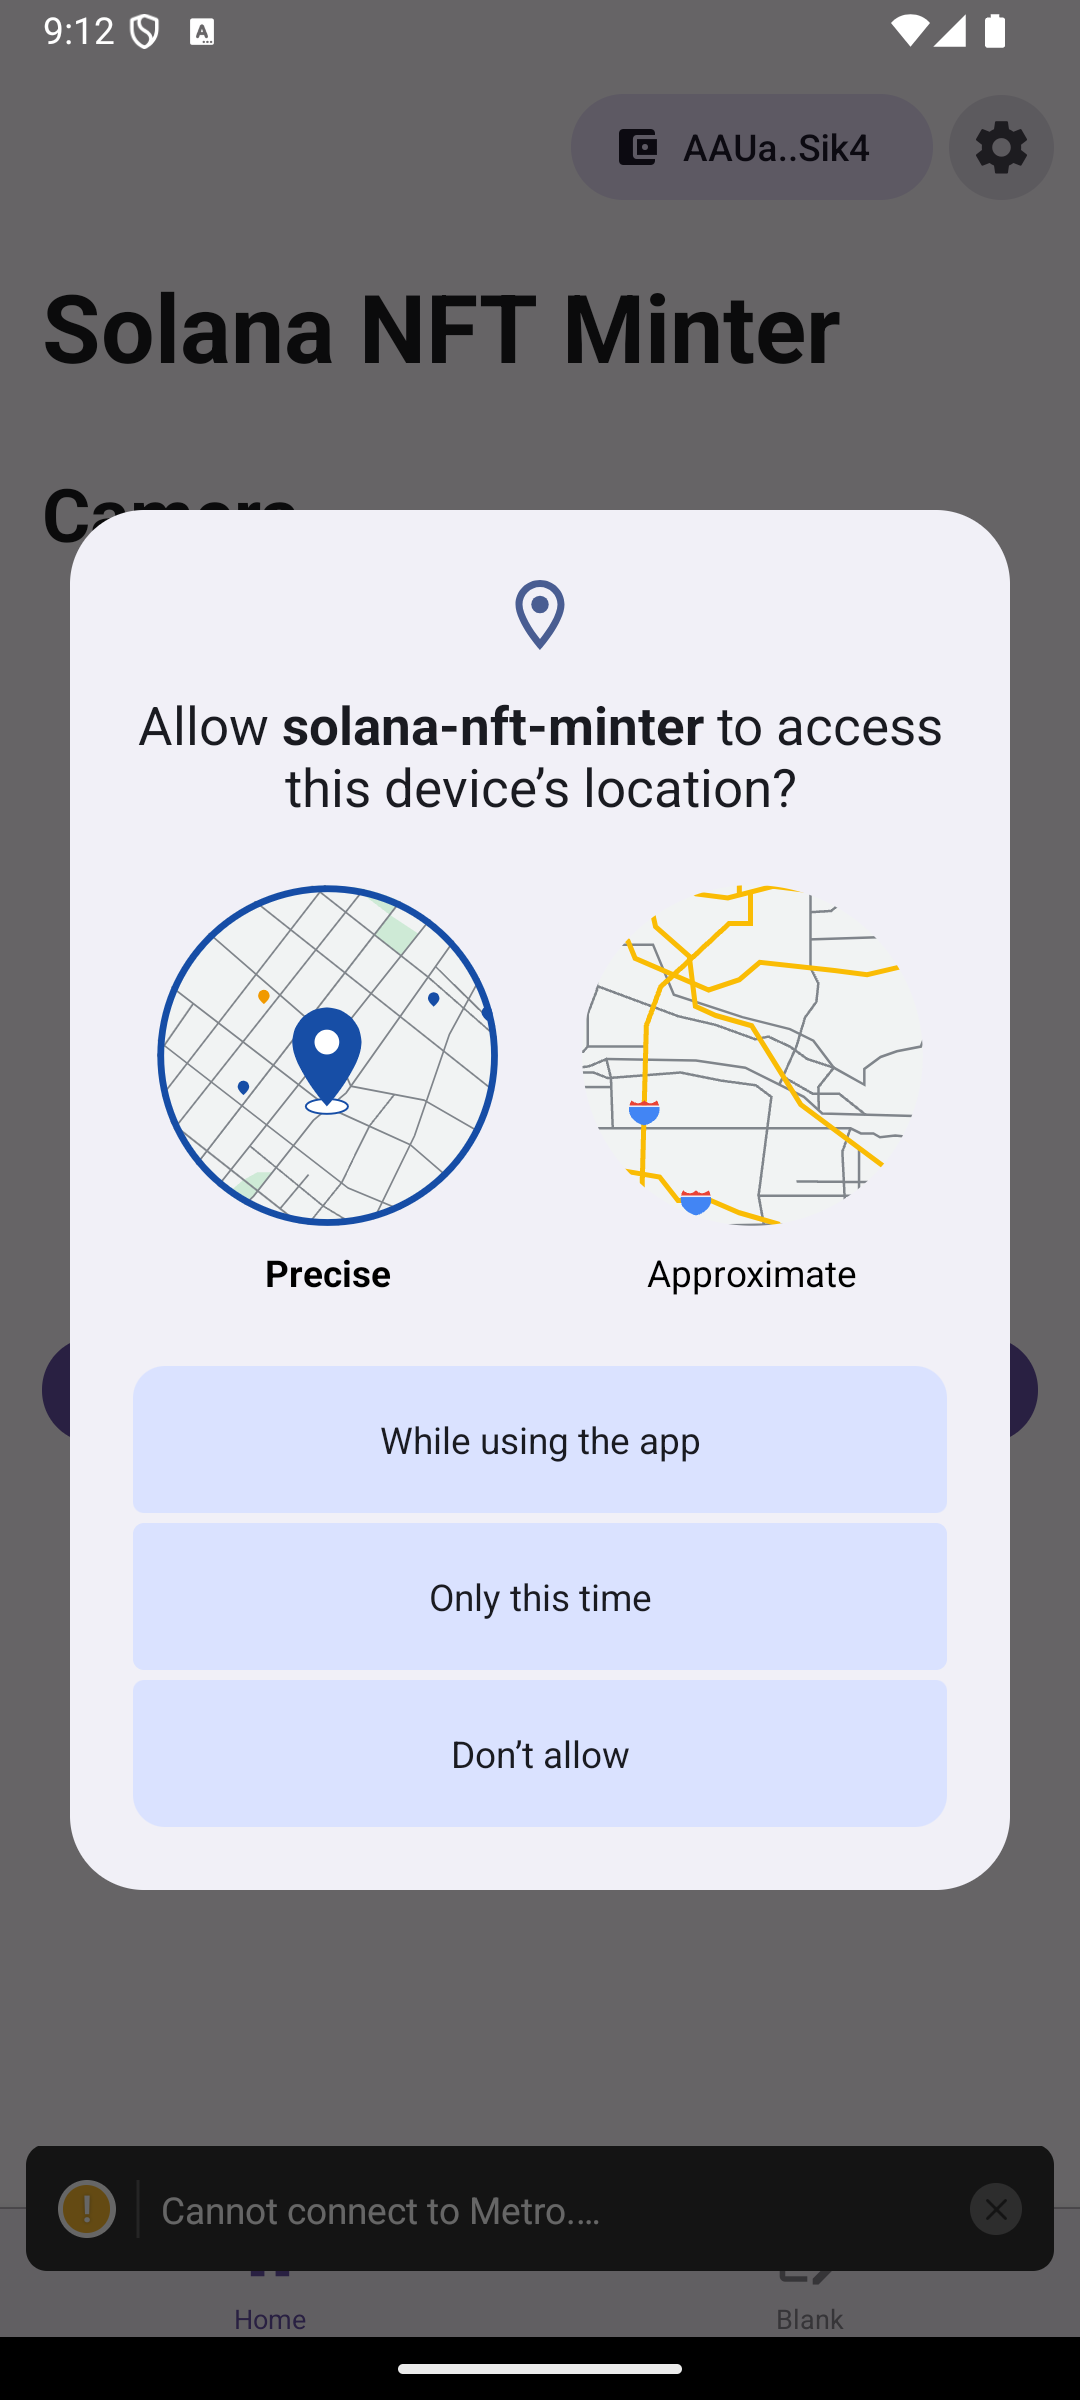 9:12
AAUa..Sik4
Solana NFT Minter
Camera
Allow solana-nft-minter to access
this device’s location?
Precise
Approximate
While using the app
Only this time
Don’t allow
Cannot connect to Metro....
Home
Blank